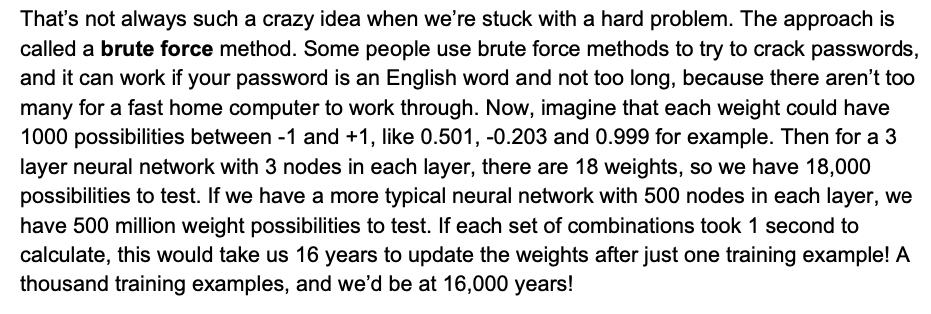 That's not always such a crazy idea when we're stuck with a hard problem. The approach is
called a brute force method. Some people use brute force methods to try to crack passwords,
and it can work if your password is an English word and not too long, because there aren't too
many for a fast home computer to work through. Now, imagine that each weight could have
1000 possibilities between -1 and +1, like 0.501, -0.203 and 0.999 for example. Then for a 3
layer neural network with 3 nodes in each layer, there are 18 weights, so we have 18,000
possibilities to test. If we have a more typical neural network with 500 nodes in each layer, we
have 500 million weight possibilities to test. If each set of combinations took 1 second to
calculate, this would take us 16 years to update the weights after just one training example! A
thousand training examples, and we'd be at 16,000 years!